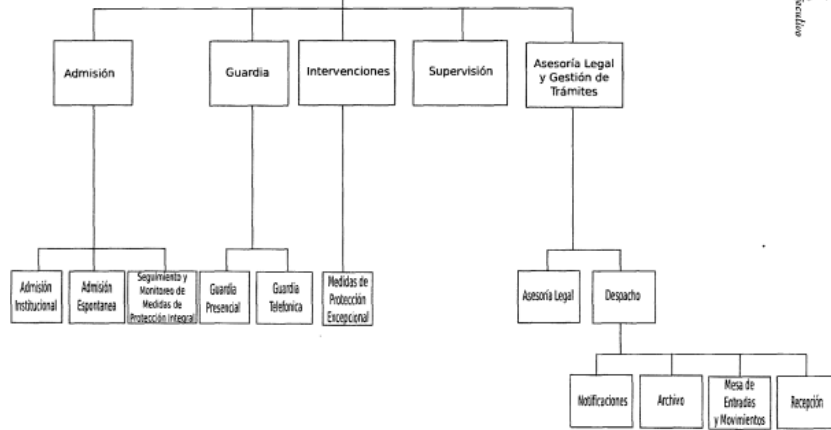 Admisión
Guardia
Intervenciones
Supervisión
Asesoría Legal
y Gestión de
Trámites
Admisión
Institucional
Admisión
Espontanea
Seguimiento y
Monitoreo de
Medidas de
Protección Integral
Guardia
Presencial
Guardia
Telefonica
Medidas de
Protección
Excepcional
Asesoría Legal
Despacho
Notificaciones
Archivo
Mesa de
Entradas
y Movimientos
Recepción